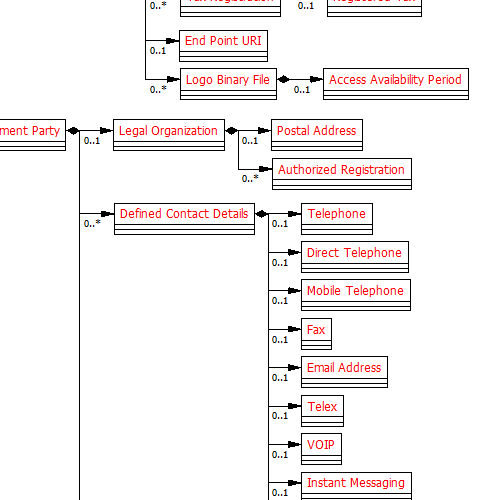 0..*
0..1
End Point URI
0..1
Logo Binary File
Access Availability Period
0..*
0..1
ment Party
Legal Organization
Postal Address
0..1
0..1
Authorized Registration
0..*
Defined Contact Details
Telephone
0..*
0..1
Direct Telephone
0..1
Mobile Telephone
0..1
Fax
0..1
Email Address
0..1
Telex
0..1
VOIP
0..1
Instant Messaging
0..1